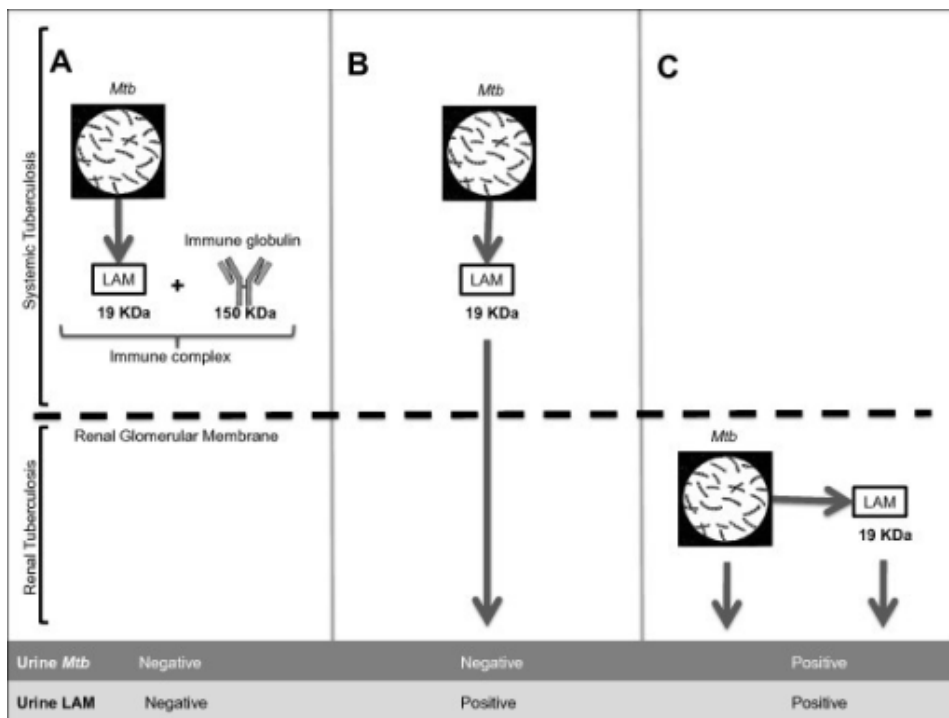 A
B
C
Mtb
Mtb
Systemic Tuberculosis
Immune globulin
LAM
+
LAM
19 KDa
150 KDa
19 KDa
Immune complex
Renal Glomerular Membrane
Mtb
Renal Tuberculosis
LAM
19 KDa
Urine Mtb Negative Negative Positive
Urine LAM Negative Positive Positive